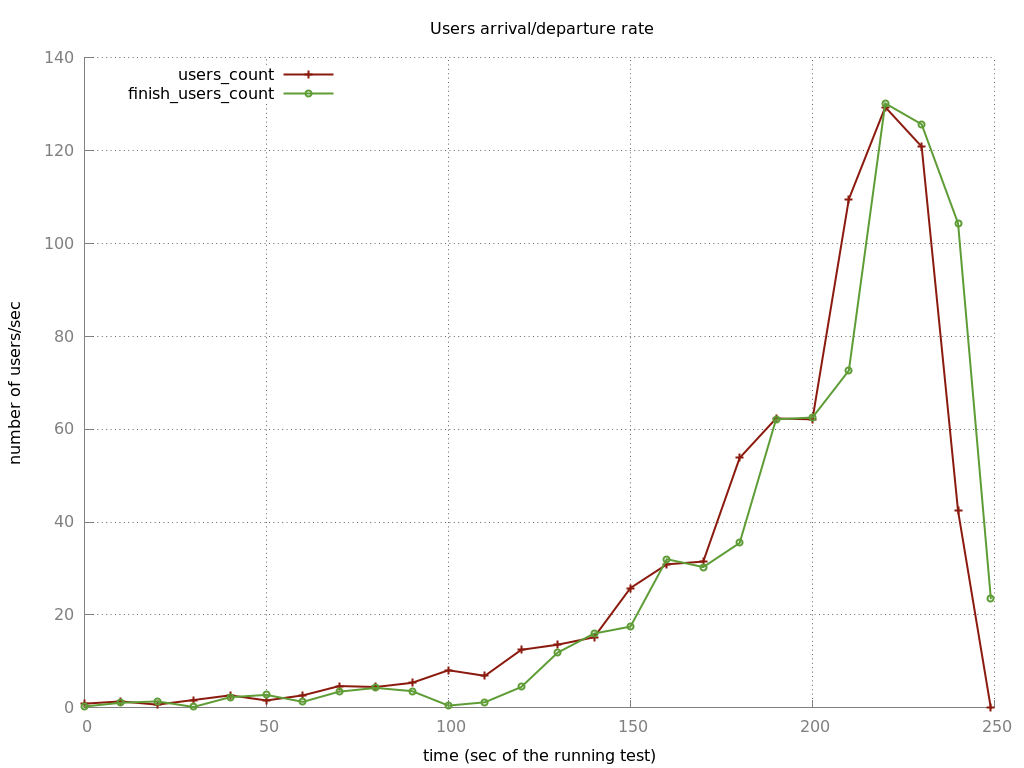 Users arrival/departure rate
users_count
finish_users_count
140
120
100
80
60
40
20
0
number of users/sec
0 50 100 150 200 250
time (sec of the running test)